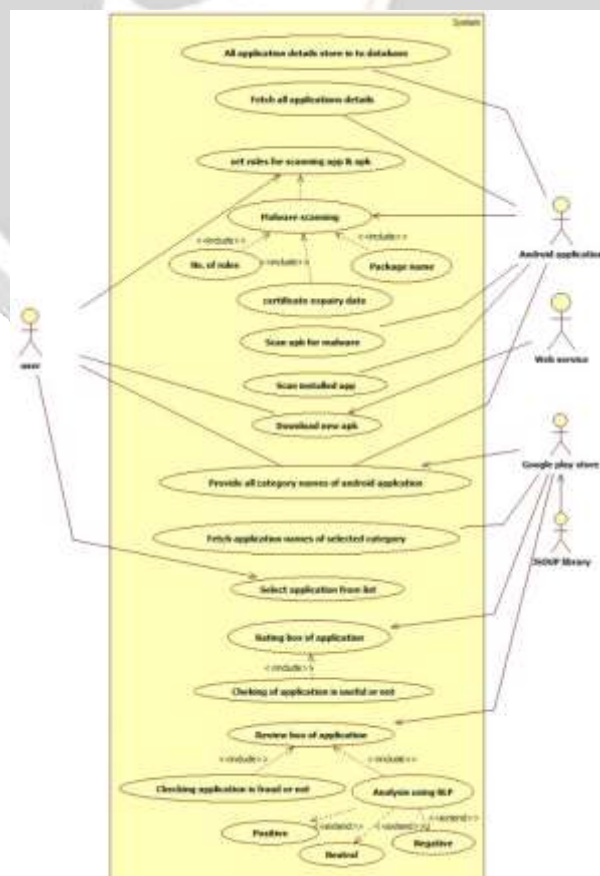 System
All application details store in to database
Fetch all applications details
set rules for scanning app & apk
Malware scanning
<<include>>
<<include>>
<<include>>
No. of rules
Package name
certificate expairy date
Scan apk for malware
Scan installed app
Download new apk
Android application
Web service
user
Google play store
JSOUP library
Provide all category names of android application
Fetch application names of selected category
Select application from list
Rating box of application
<<include>>
Cheking of application is useful or not
Review box of application
<<include>>
<<include>>
Checking application is fraud or not
Analysis using NLP
Positive
<<extend>>
<<extend>>
<<extend>>
Neutral
Negative